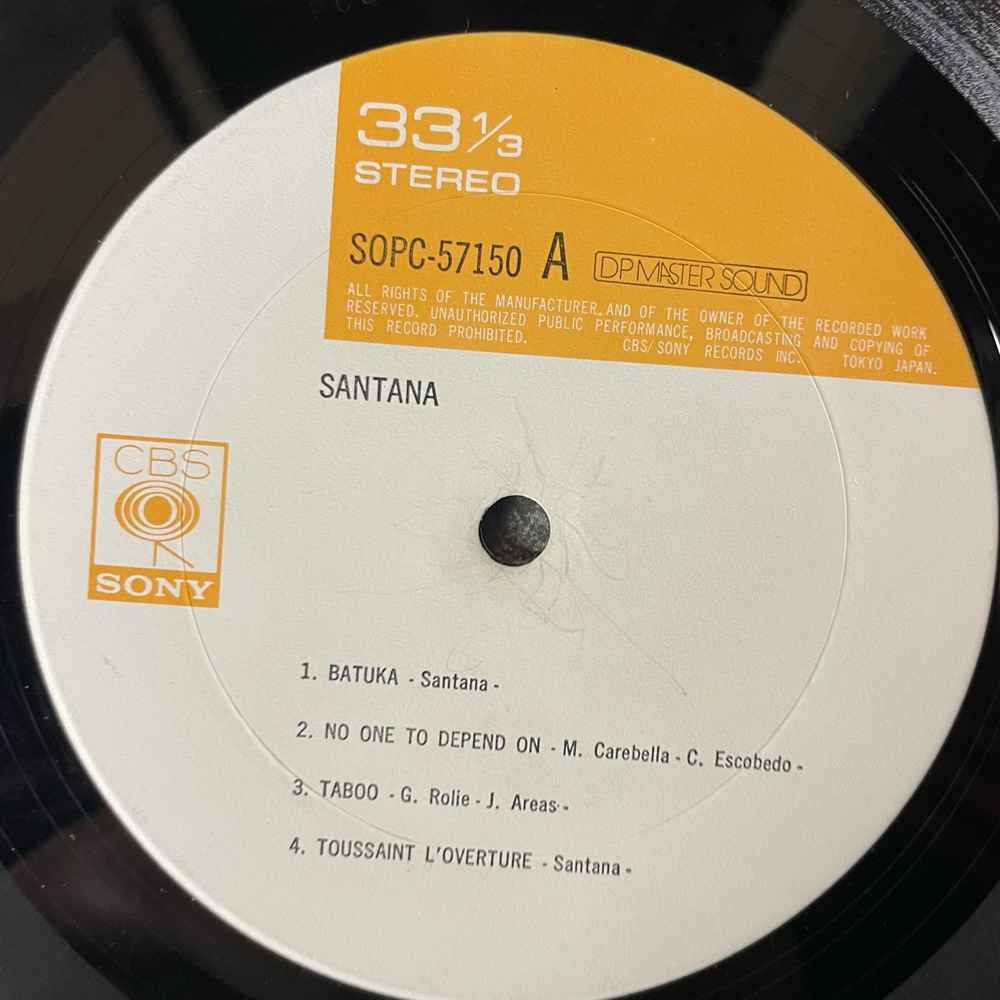 33 1/3
STEREO
SOPC-57150 A DP MASTER SOUND
ALL RIGHTS OF THE MANUFACTURER AND OF THE OWNER OF THE RECORDED WORK
RESERVED. UNAUTHORIZED PUBLIC PERFORMANCE, BROADCASTING AND COPYING OF
THIS RECORD PROHIBITED. CBS/SONY RECORDS INC. TOKYO JAPAN.
SANTANA
CBS
SONY
1. BATUKA - Santana -
2. NO ONE TO DEPEND ON - M. Carebella - C. Escobedo -
3. TABOO - G. Rolie - J. Areas -
4. TOUSSAINT L'OVERTURE - Santana -